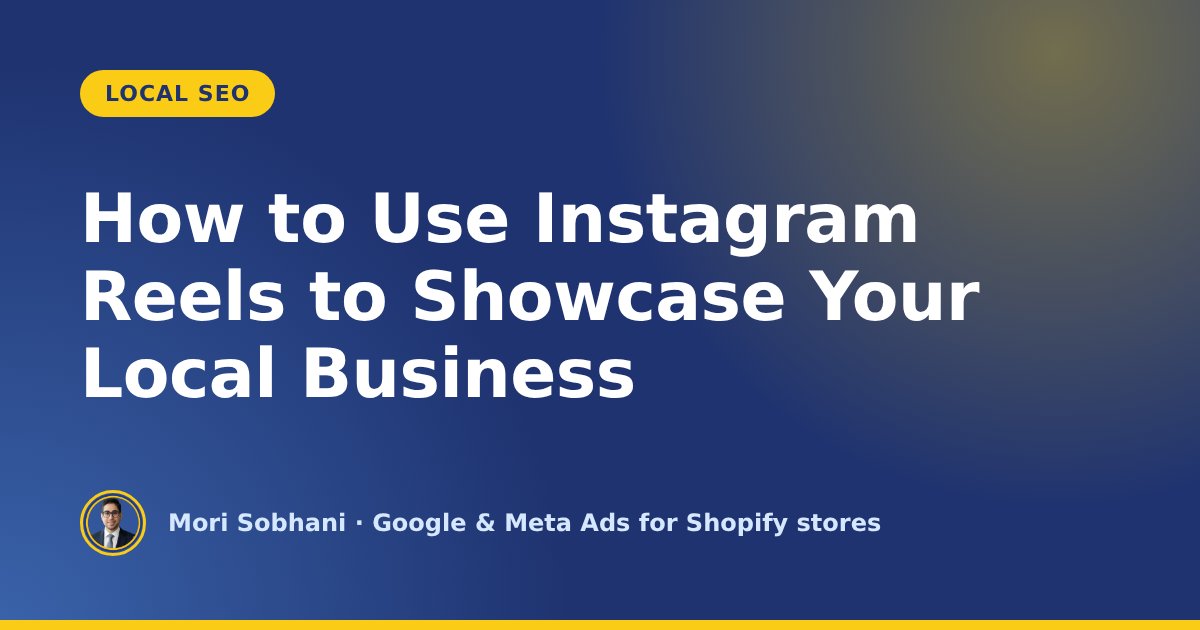 LOCAL SEO
How to Use Instagram
Reels to Showcase Your
Local Business
Mori Sobhani · Google & Meta Ads for Shopify stores